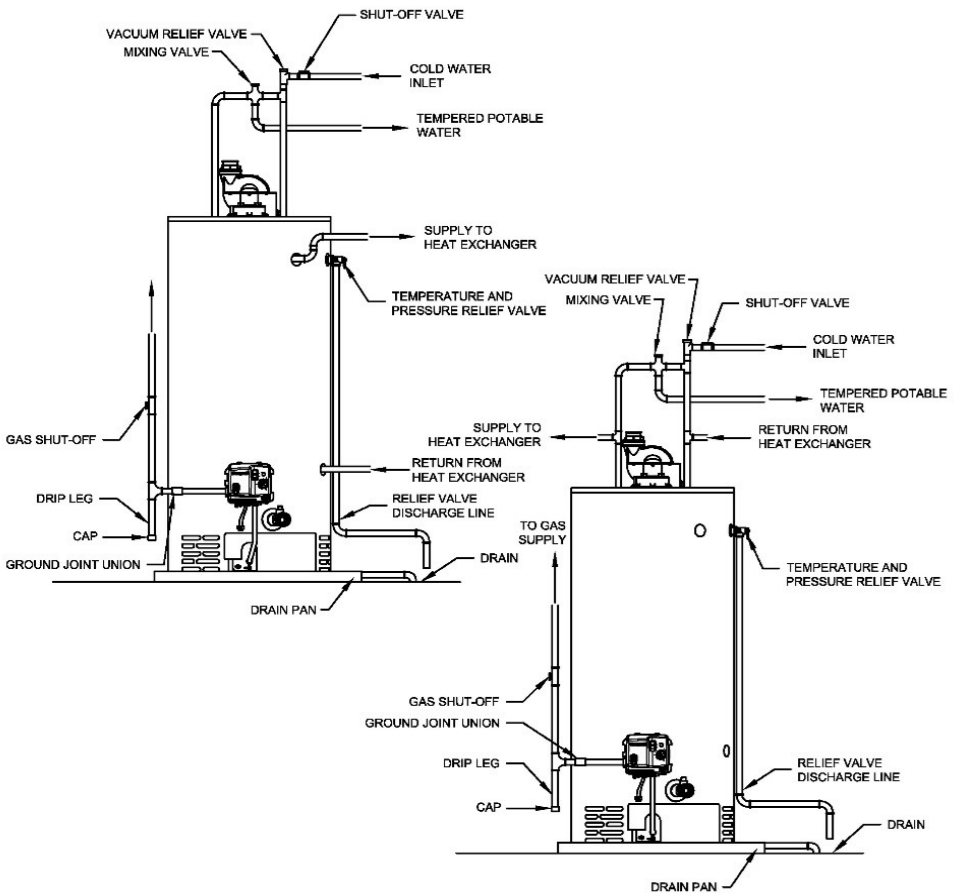 SHUT-OFF VALVE
VACUUM RELIEF VALVE
MIXING VALVE
COLD WATER
INLET
TEMPERED POTABLE
WATER
SUPPLY TO
HEAT EXCHANGER
TEMPERATURE AND
PRESSURE RELIEF VALVE
GAS SHUT-OFF
RETURN FROM
HEAT EXCHANGER
DRIP LEG
RELIEF VALVE
DISCHARGE LINE
CAP
GROUND JOINT UNION
DRAIN
DRAIN PAN
VACUUM RELIEF VALVE
MIXING VALVE
SHUT-OFF VALVE
COLD WATER
INLET
TEMPERED POTABLE
WATER
SUPPLY TO
HEAT EXCHANGER
RETURN FROM
HEAT EXCHANGER
TO GAS
SUPPLY
TEMPERATURE AND
PRESSURE RELIEF VALVE
GAS SHUT-OFF
GROUND JOINT UNION
DRIP LEG
RELIEF VALVE
DISCHARGE LINE
CAP
DRAIN
DRAIN PAN